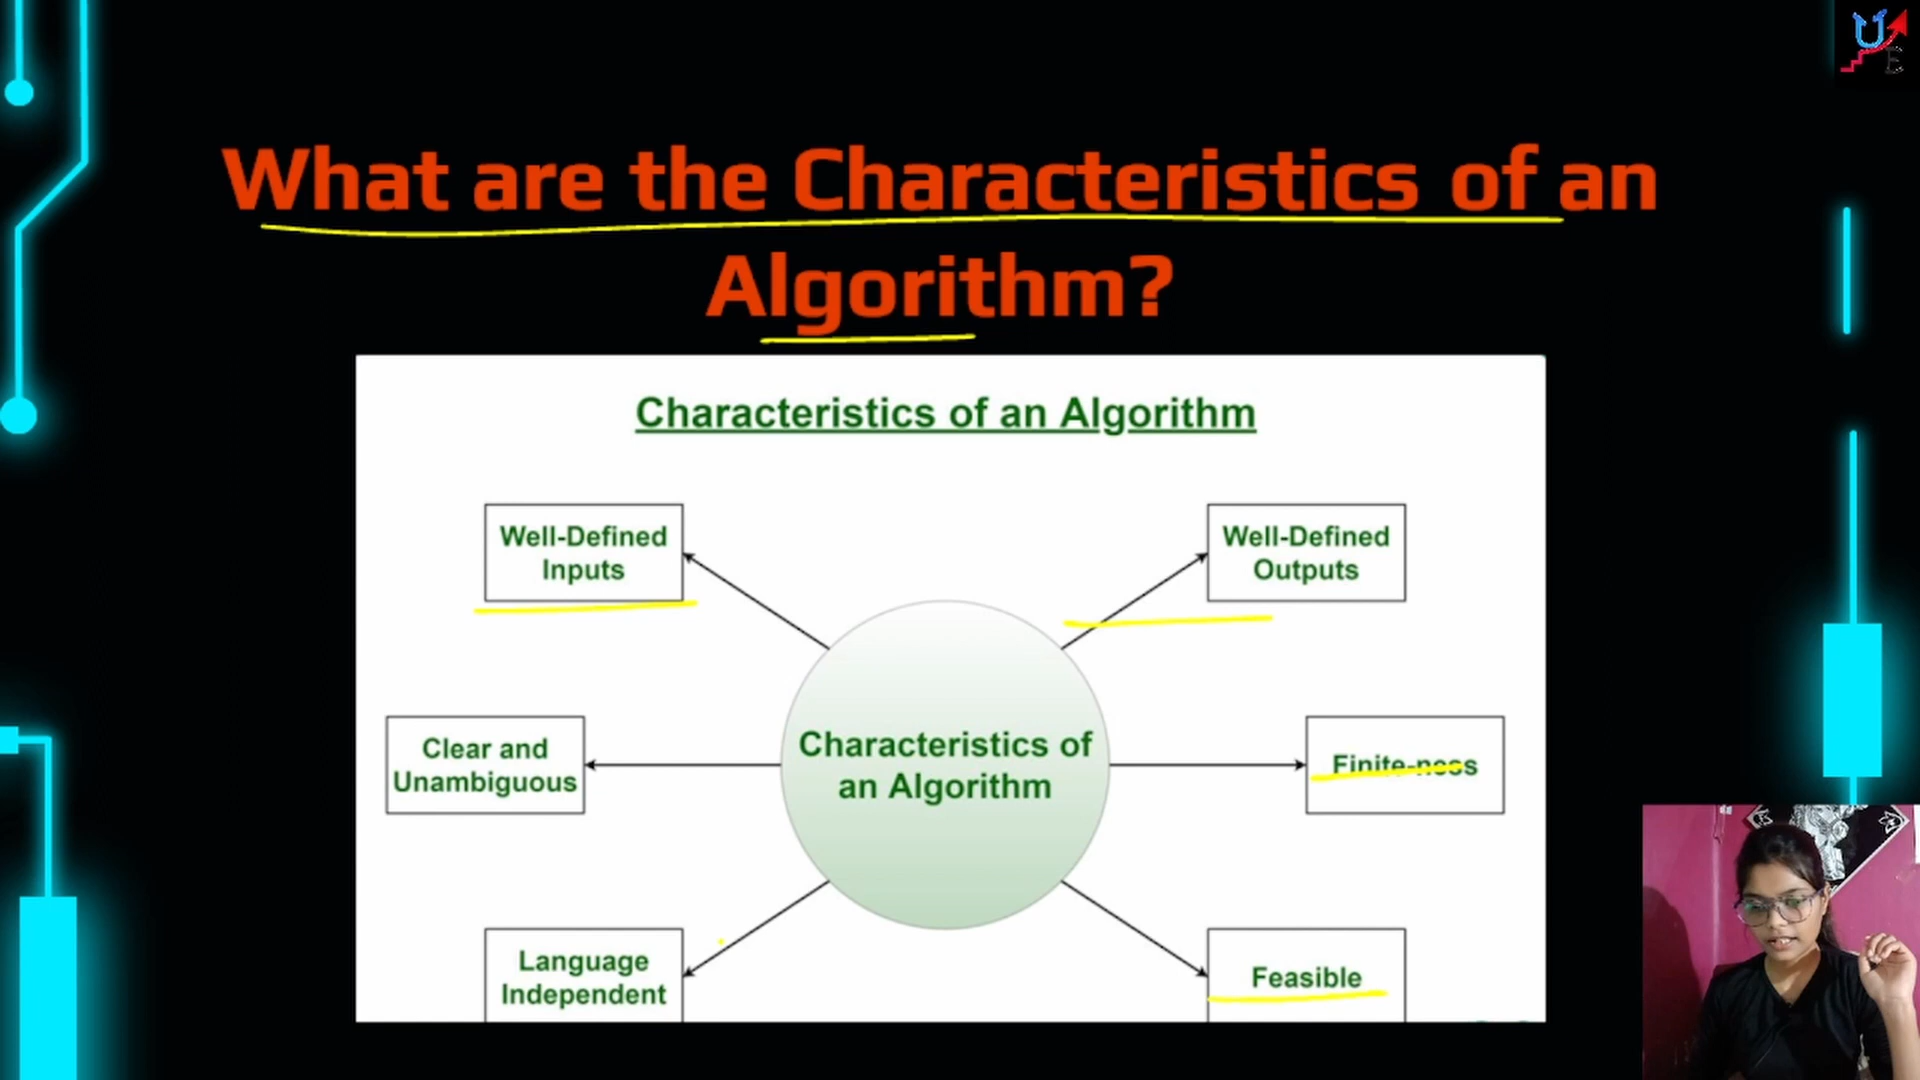 UE
What are the Characteristics of an
Algorithm?
Characteristics of an Algorithm
Well-Defined
Inputs
Well-Defined
Outputs
Clear and
Unambiguous
Characteristics of
an Algorithm
Finite-ness
Language
Independent
Feasible